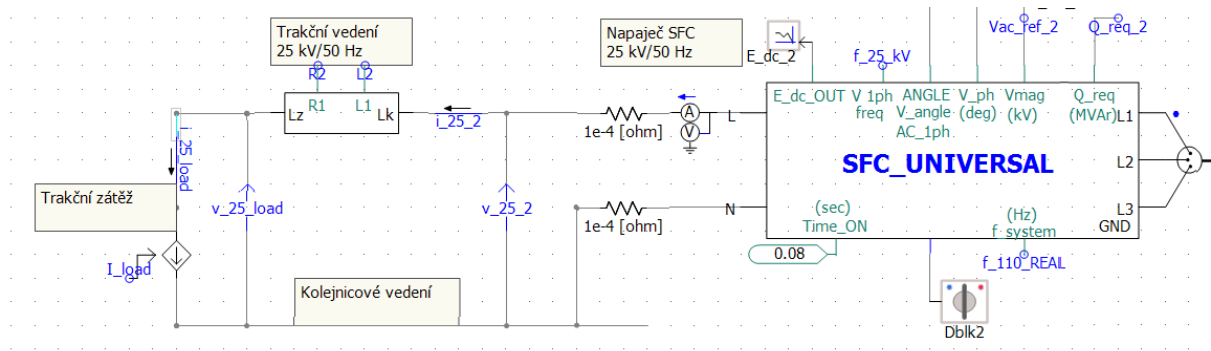 Trakční vedení
25 kV/50 Hz
R2
L2
R1
L1
Lz
Lk
i_25_2
i_25_load
Trakční zátěž
I_load
v_25_load
v_25_2
Kolejnicové vedení
Napaječ SFC
25 kV/50 Hz
1e-4 [ohm]
1e-4 [ohm]
A
V
L
N
E_dc_2
f_25_kV
Vac_ref_2
Q_req_2
E_dc_OUT
V 1ph
freq
ANGLE
V_angle
AC_1ph
V_ph
(deg)
Vmag
(kV)
Q_req
(MVAr)
L1
L2
L3
GND
SFC_UNIVERSAL
(sec)
Time_ON
(Hz)
f_system
0.08
f_110_REAL
Dblk2